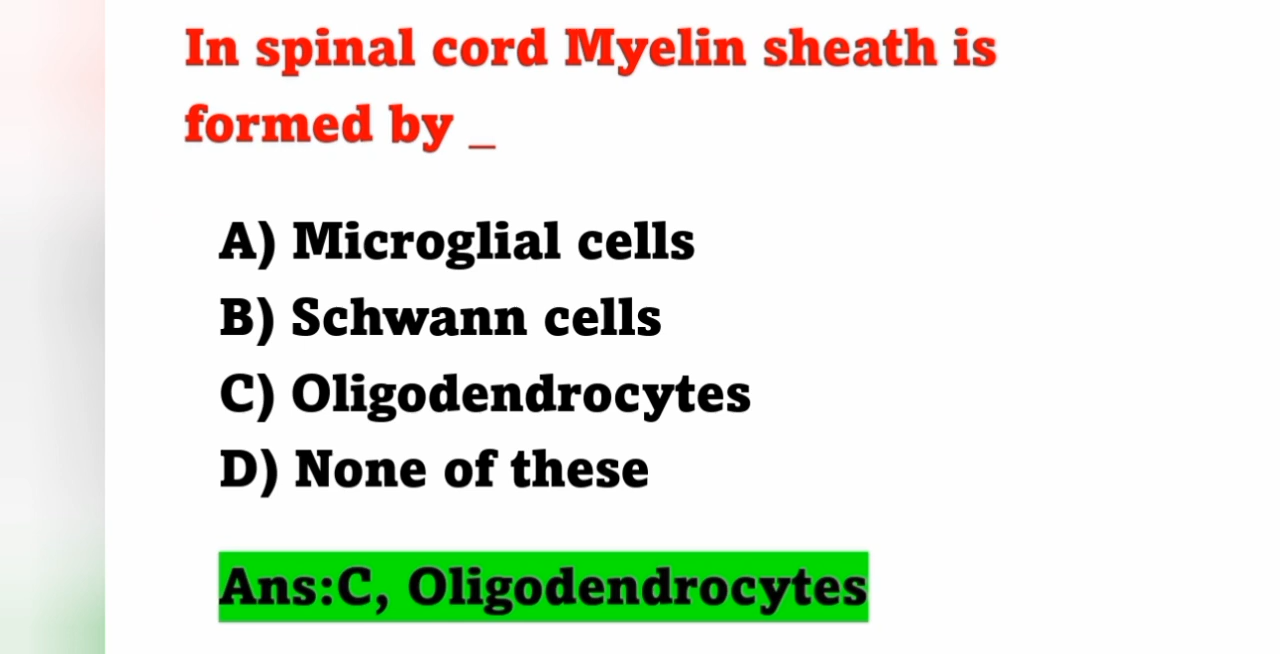 In spinal cord Myelin sheath is
formed by _
A) Microglial cells
B) Schwann cells
C) Oligodendrocytes
D) None of these
Ans:C, Oligodendrocytes